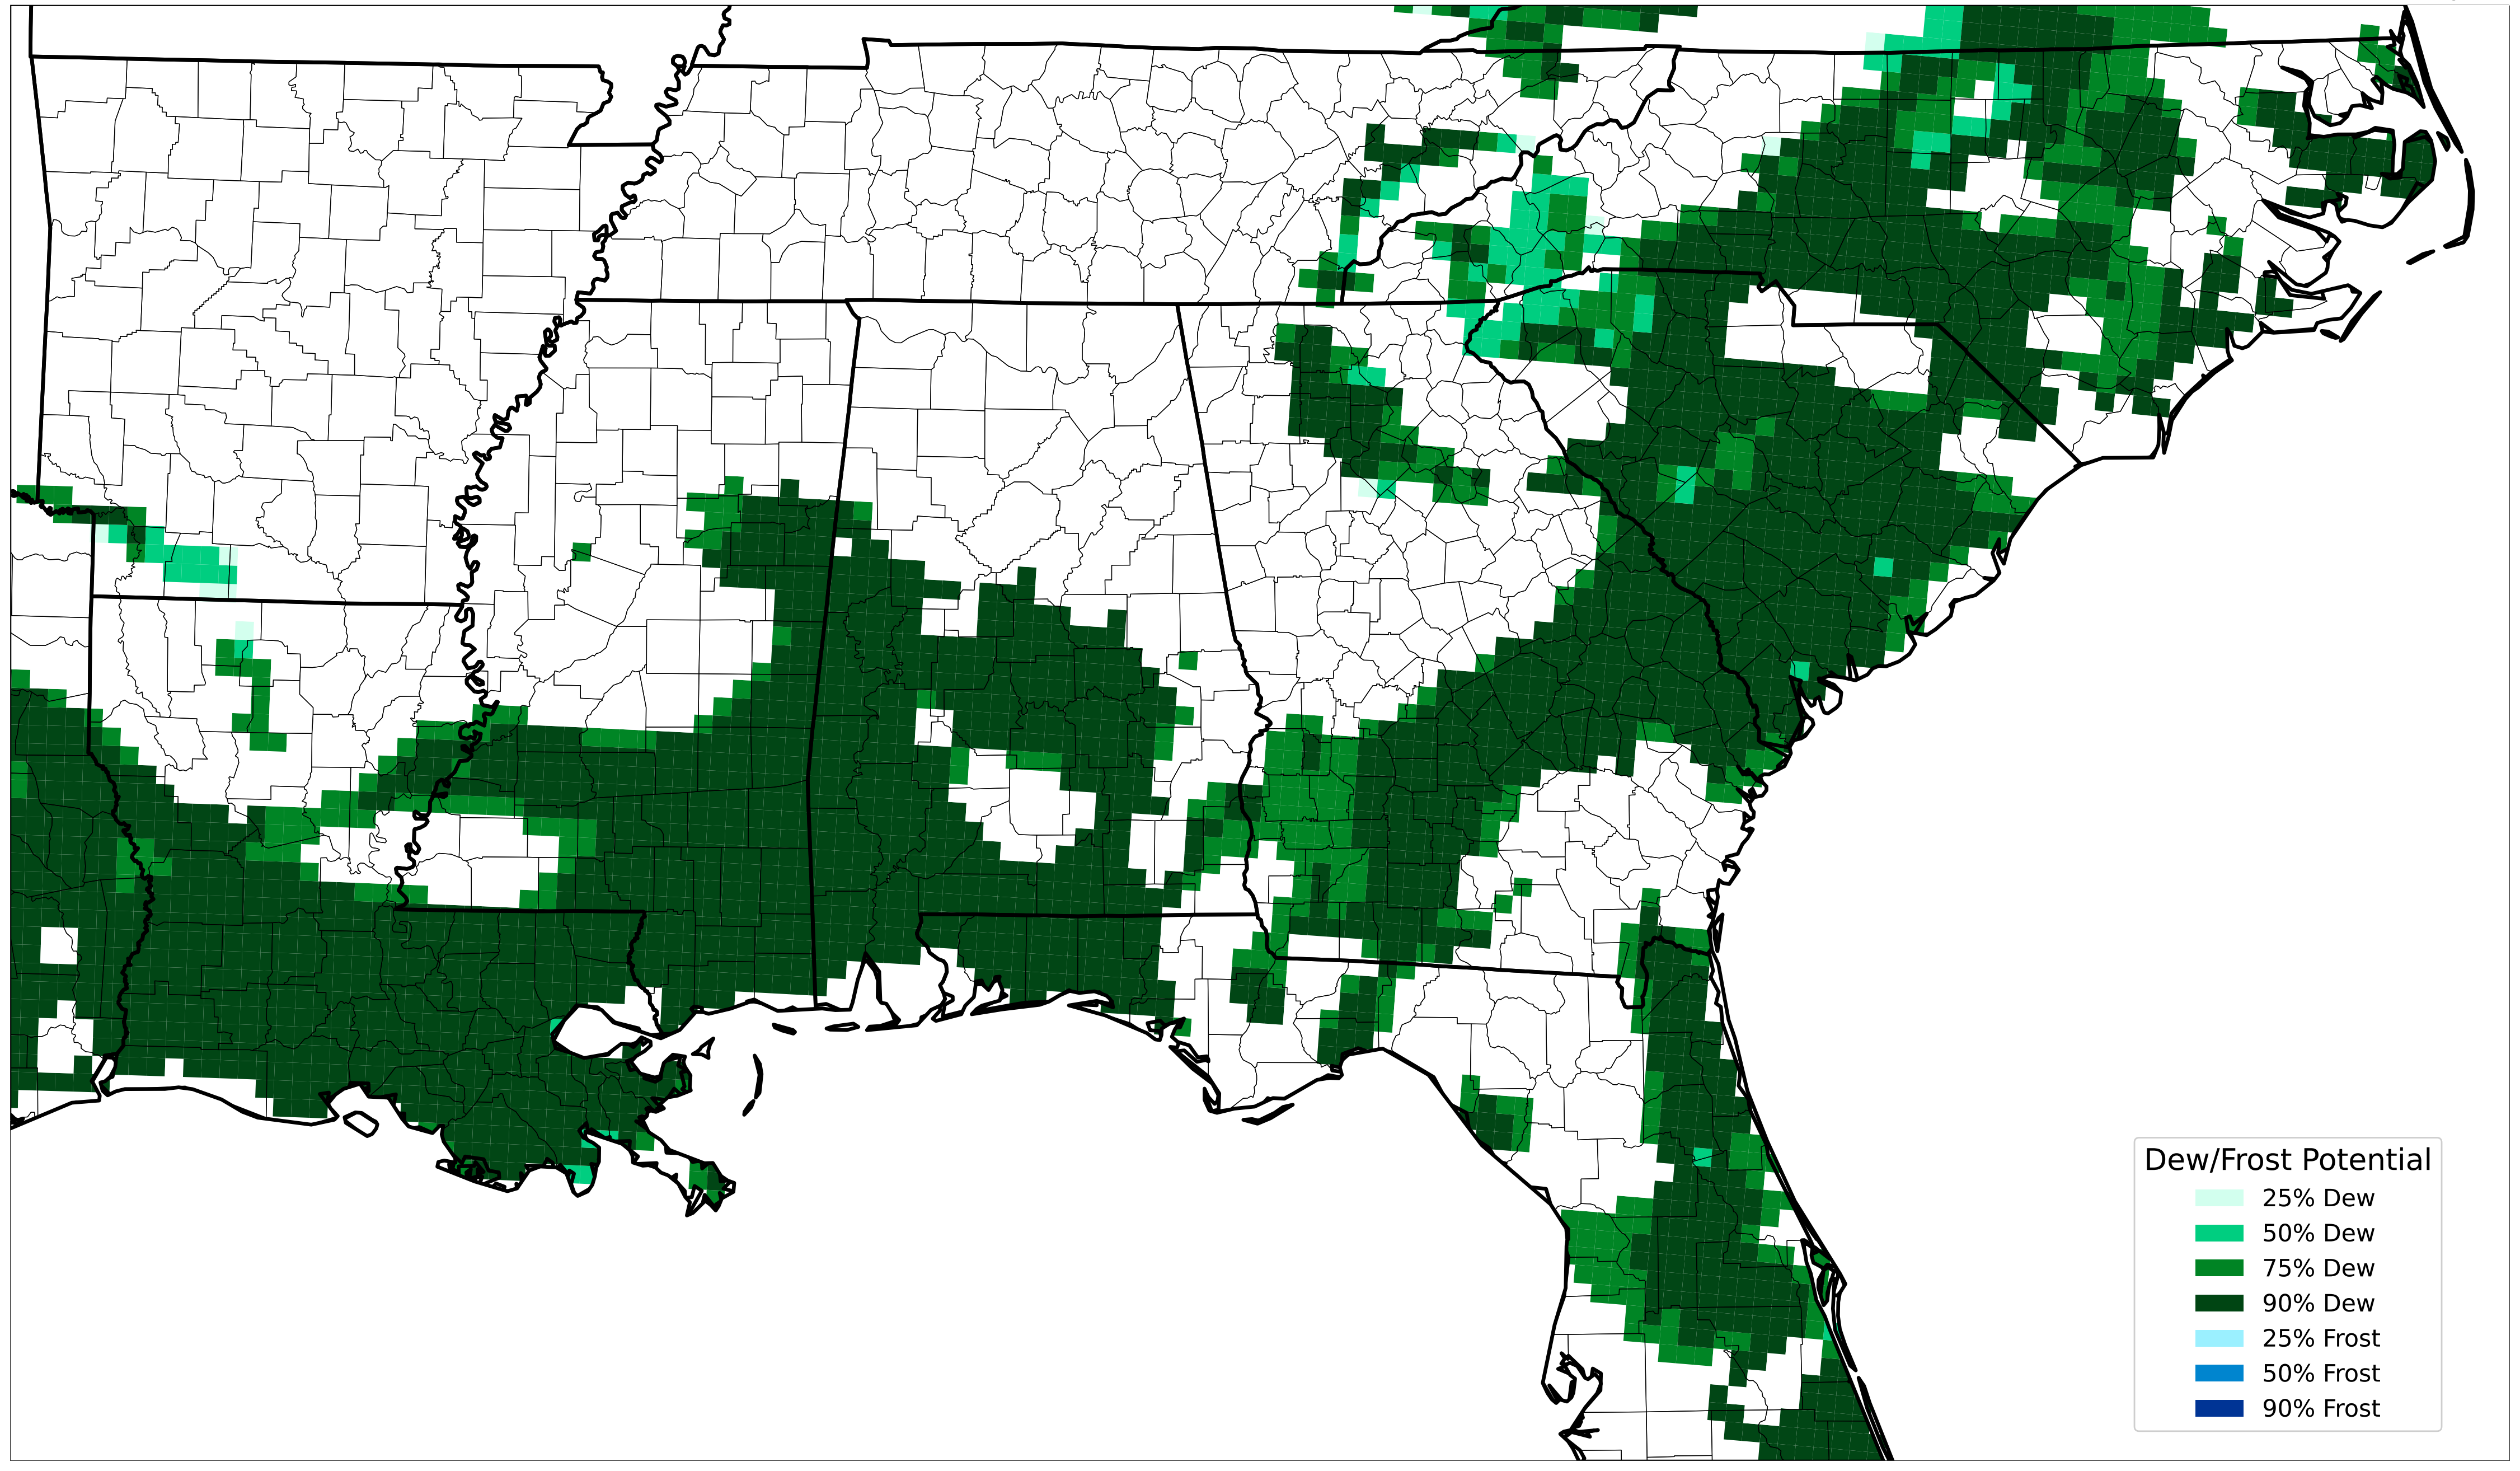 Dew/Frost Potential
25% Dew
50% Dew
75% Dew
90% Dew
25% Frost
50% Frost
90% Frost